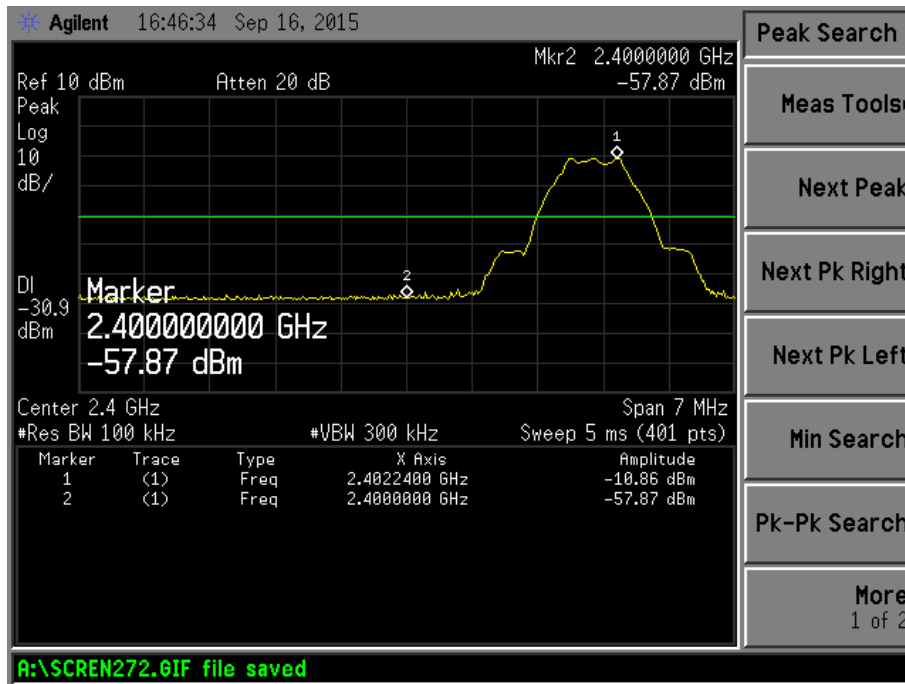 Agilent 16:46:34 Sep 16, 2015
Peak Search
Mkr2 2.4000000 GHz
Ref 10 dBm Atten 20 dB -57.87 dBm
Peak
Log
10
dB/
1
2
DI
-30.9
dBm
Marker
2.400000000 GHz
-57.87 dBm
Center 2.4 GHz Span 7 MHz
#Res BW 100 kHz #VBW 300 kHz Sweep 5 ms (401 pts)
Marker Trace Type X Axis Amplitude
1 (1) Freq 2.4022400 GHz -10.86 dBm
2 (1) Freq 2.4000000 GHz -57.87 dBm
Meas Tools
Next Peak
Next Pk Right
Next Pk Left
Min Search
Pk-Pk Search
More
1 of 2
A:\SCREN272.GIF file saved